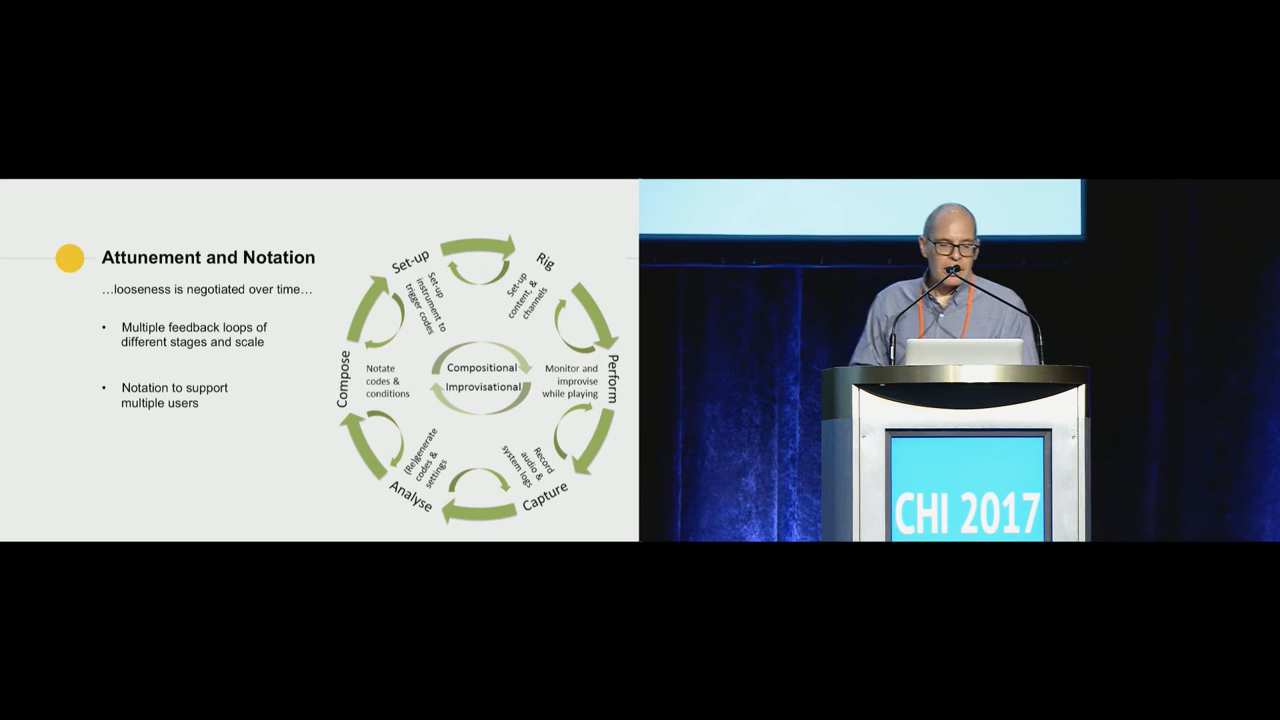 Attunement and Notation
…looseness is negotiated over time…
• Multiple feedback loops of
different stages and scale
• Notation to support
multiple users
Set-up
Set-up
instrument to
trigger codes
Rig
Set-up
content, &
channels
Perform
Monitor and
improvise
while playing
Capture
Record
audio &
system logs
Analyse
(Re)generate
codes &
settings
Compose
Notate
codes &
conditions
Compositional
Improvisational
CHI 2017